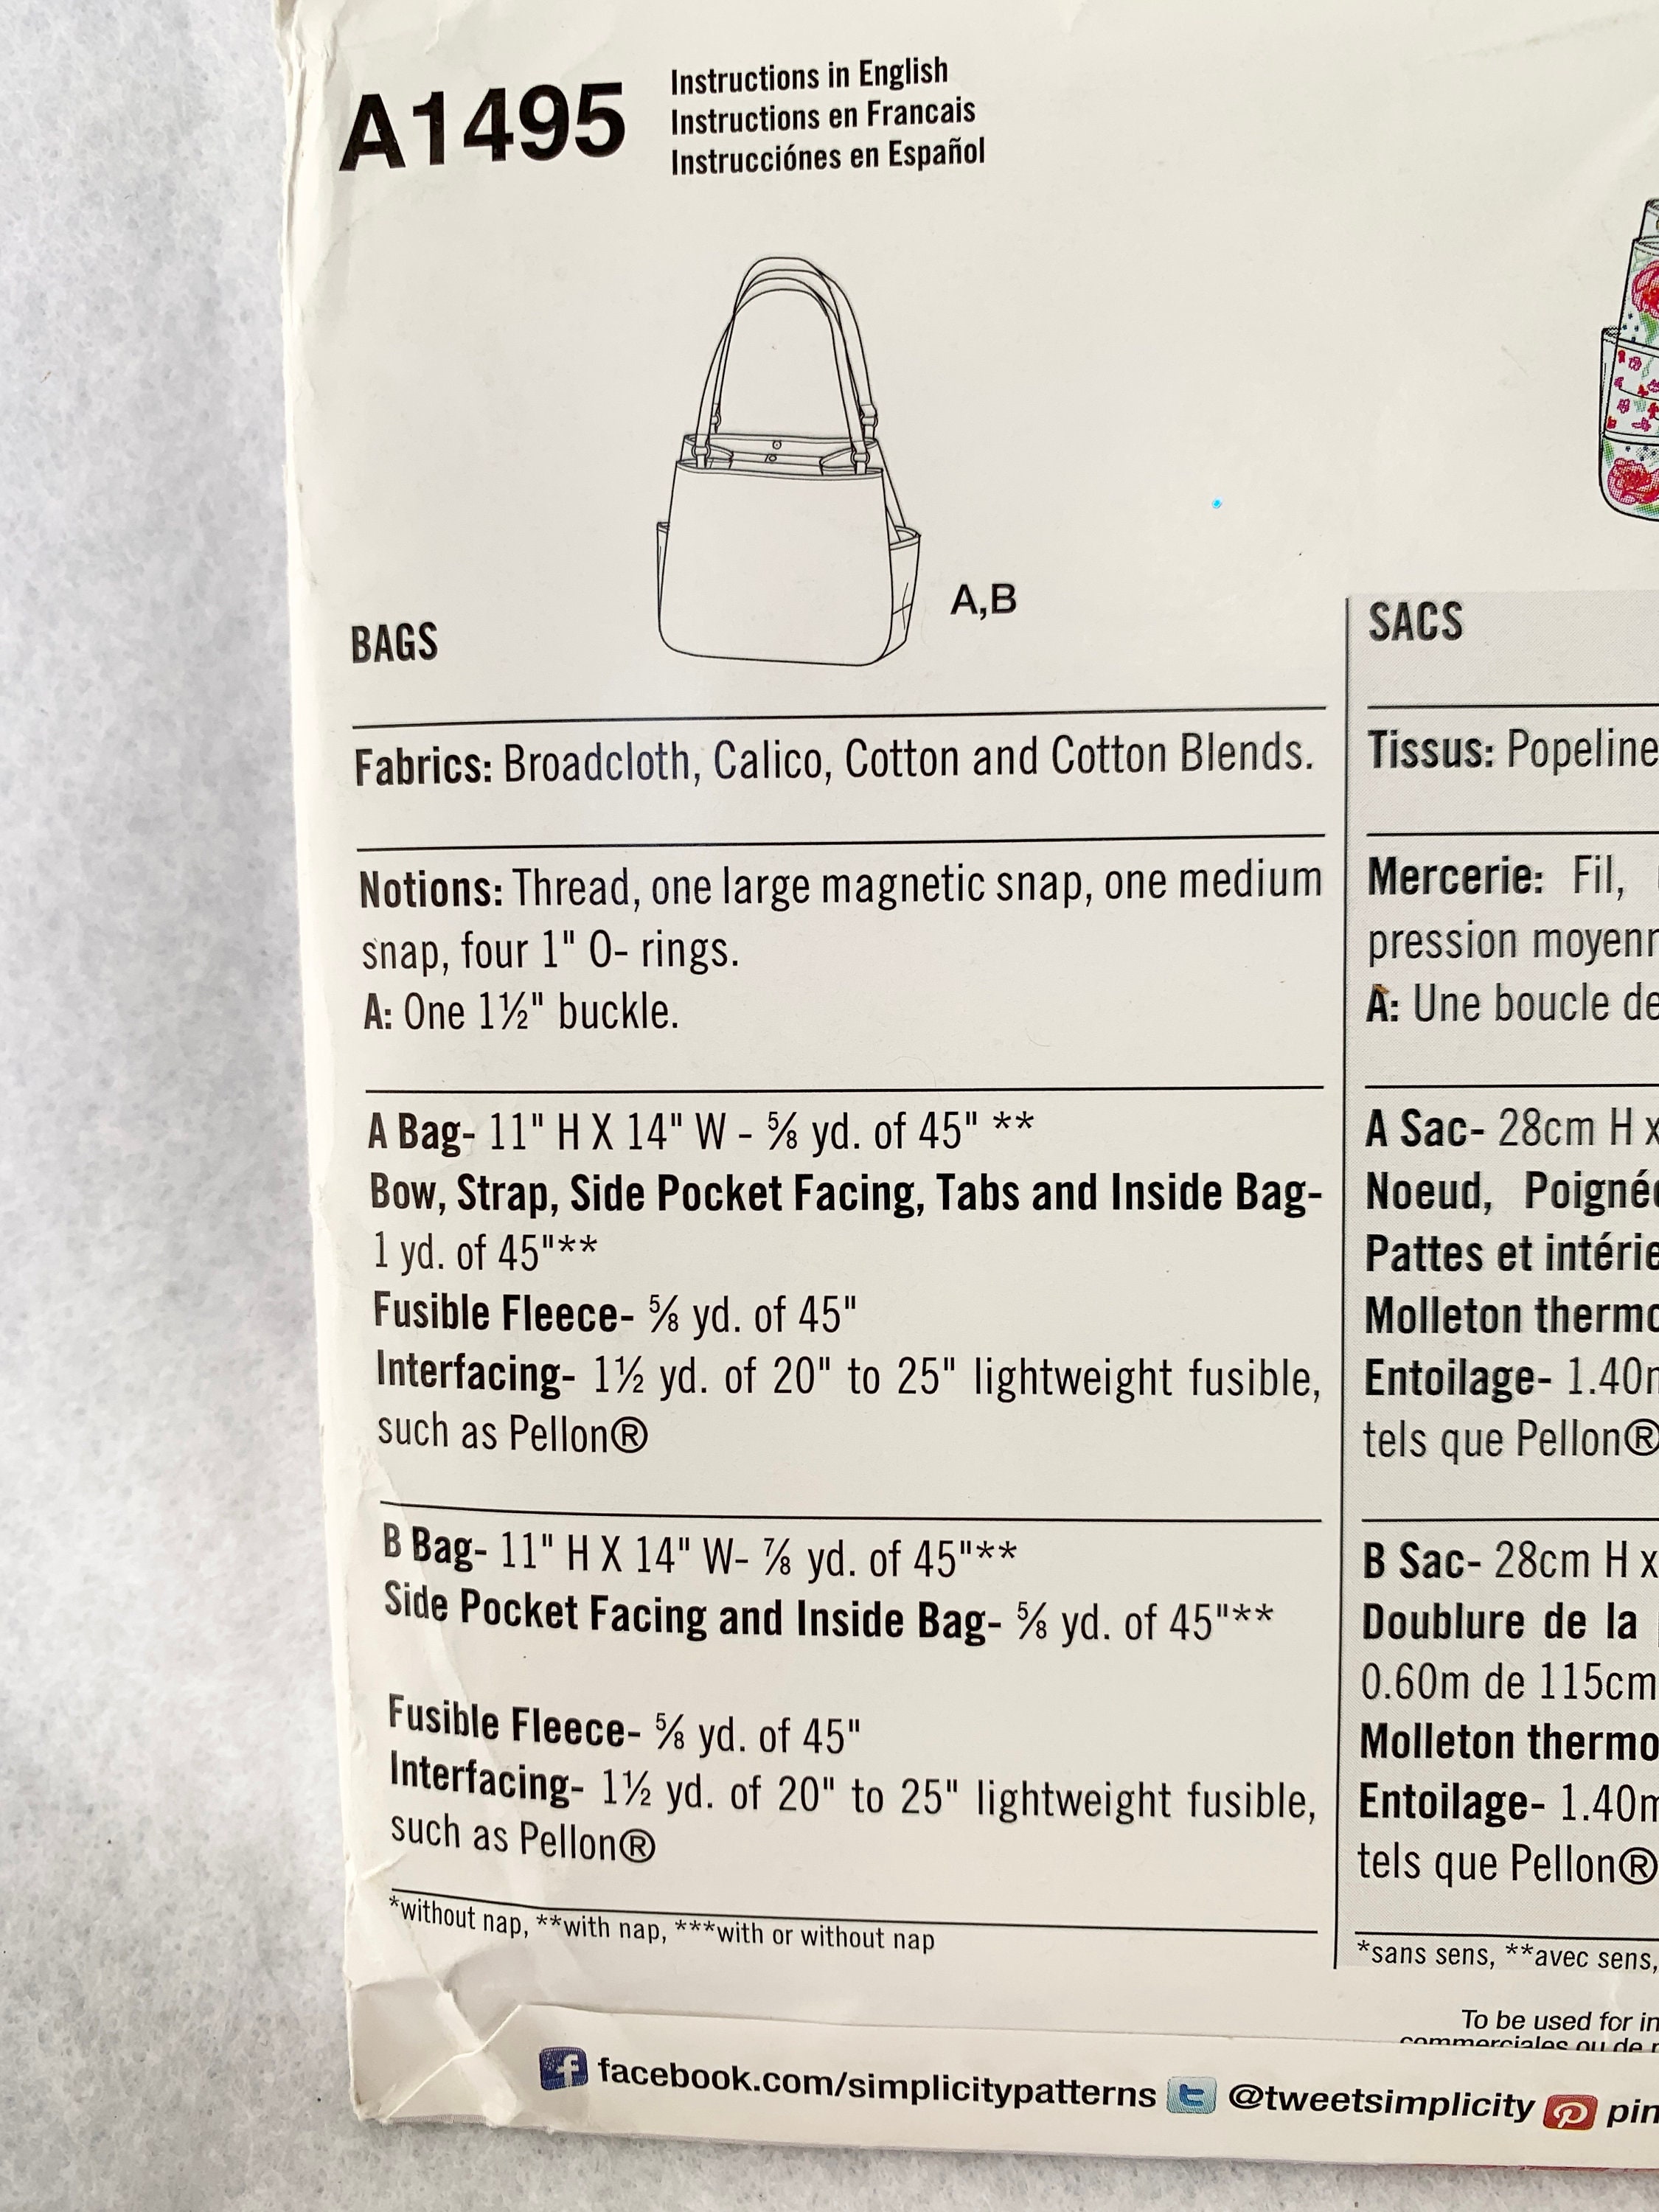 A1495
Instructions in English
Instructions en Francais
Instrucciónes en Español
A,B
BAGS
Fabrics: Broadcloth, Calico, Cotton and Cotton Blends.
Notions: Thread, one large magnetic snap, one medium
snap, four 1" O- rings.
A: One 1½" buckle.
A Bag- 11" H X 14" W - ⅝ yd. of 45" **
Bow, Strap, Side Pocket Facing, Tabs and Inside Bag-
1 yd. of 45"**
Fusible Fleece- ⅝ yd. of 45"
Interfacing- 1½ yd. of 20" to 25" lightweight fusible,
such as Pellon®
B Bag- 11" H X 14" W- ⅞ yd. of 45"**
Side Pocket Facing and Inside Bag- ⅝ yd. of 45"**
Fusible Fleece- ⅝ yd. of 45"
Interfacing- 1½ yd. of 20" to 25" lightweight fusible,
such as Pellon®
*without nap, **with nap, ***with or without nap
SACS
Tissus: Popeline
Mercerie: Fil,
pression
A: Une boucle de
A Sac- 28cm H x
Noeud,
Pattes et
Molleton
Entoilage-
tels que Pellon®
B Sac- 28cm H x
Doublure de la
0.60m de 115cm
Molleton
Entoilage-
tels que Pellon®
*sans sens, **avec sens,
To be used for
commerciales ou de
facebook.com/simplicitypatterns @tweetsimplicity